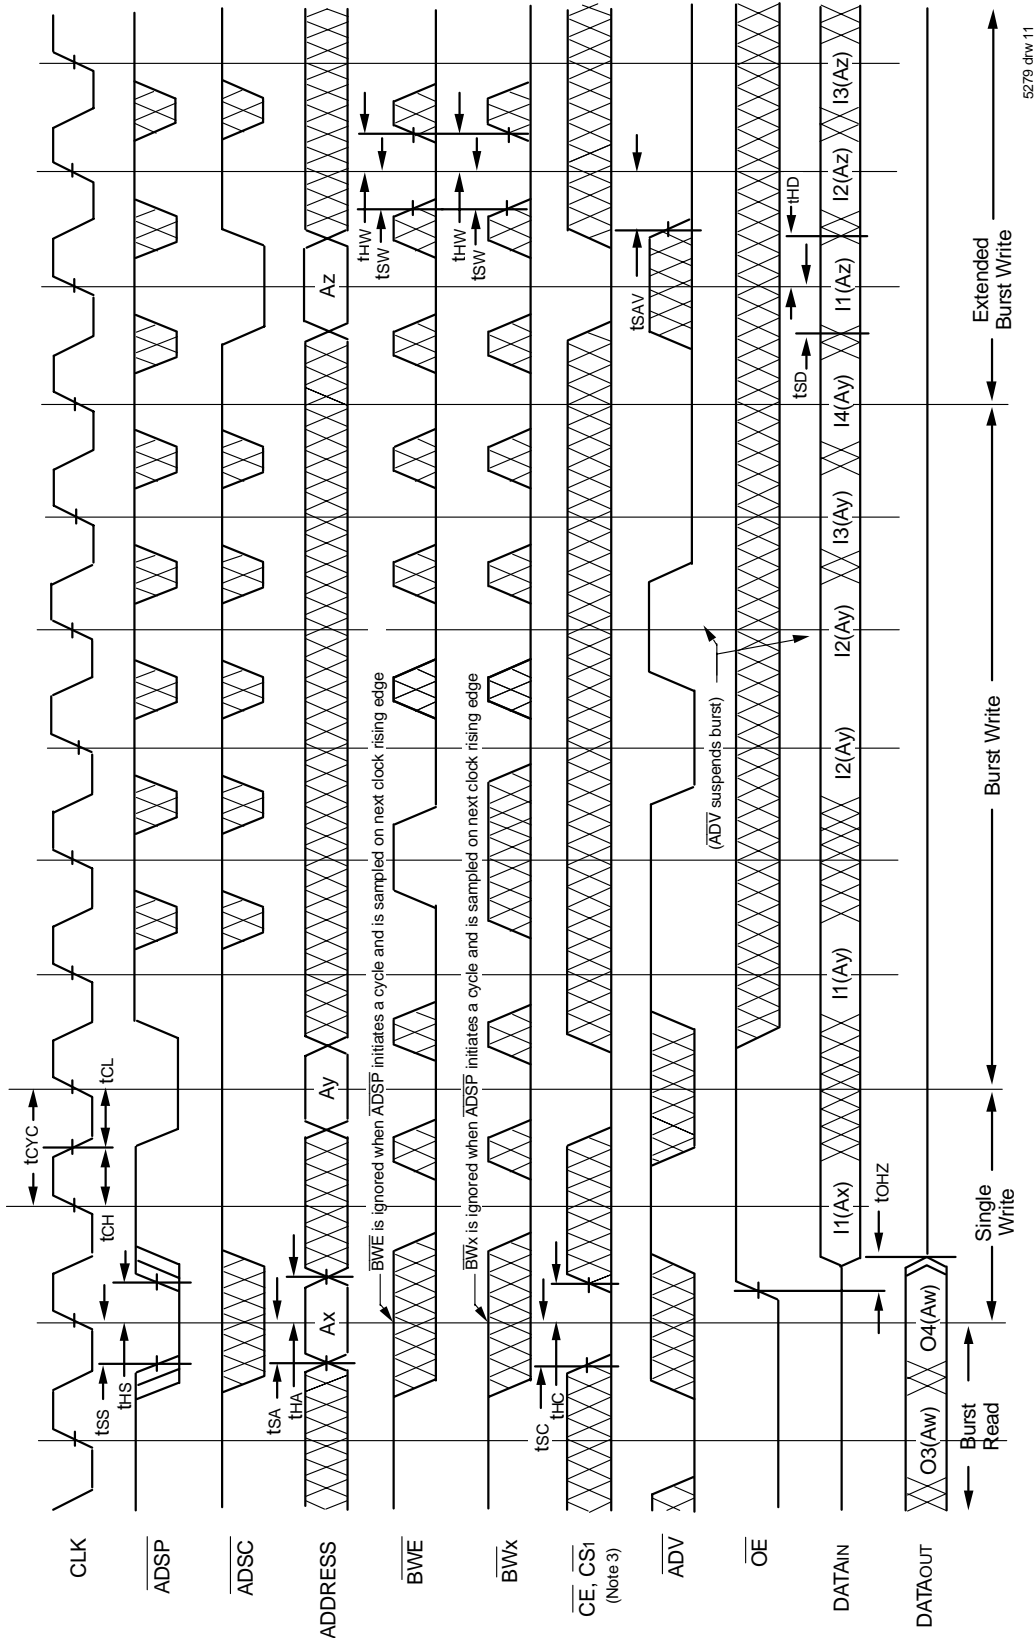 CLK
tCYC
tCH
tCL
ADSP
tSS
tHS
ADSC
ADDRESS
tSA
tHA
Ax
Ay
Az
BWE
BWE is ignored when ADSP initiates a cycle and is sampled on next clock rising edge
tHW
tSW
BWx
BWx is ignored when ADSP initiates a cycle and is sampled on next clock rising edge
tHW
tSW
CE, CS1
(Note 3)
tSC
tHC
ADV
tSAV
(ADV suspends burst)
OE
tOHZ
tSD
tHD
DATAIN
I1(Ax)
I1(Ay)
I2(Ay)
I2(Ay)
I3(Ay)
I4(Ay)
I1(Az)
I2(Az)
I3(Az)
DATAOUT
O3(Aw)
O4(Aw)
Burst
Read
Single
Write
Burst Write
Extended
Burst Write
5279 drw 11